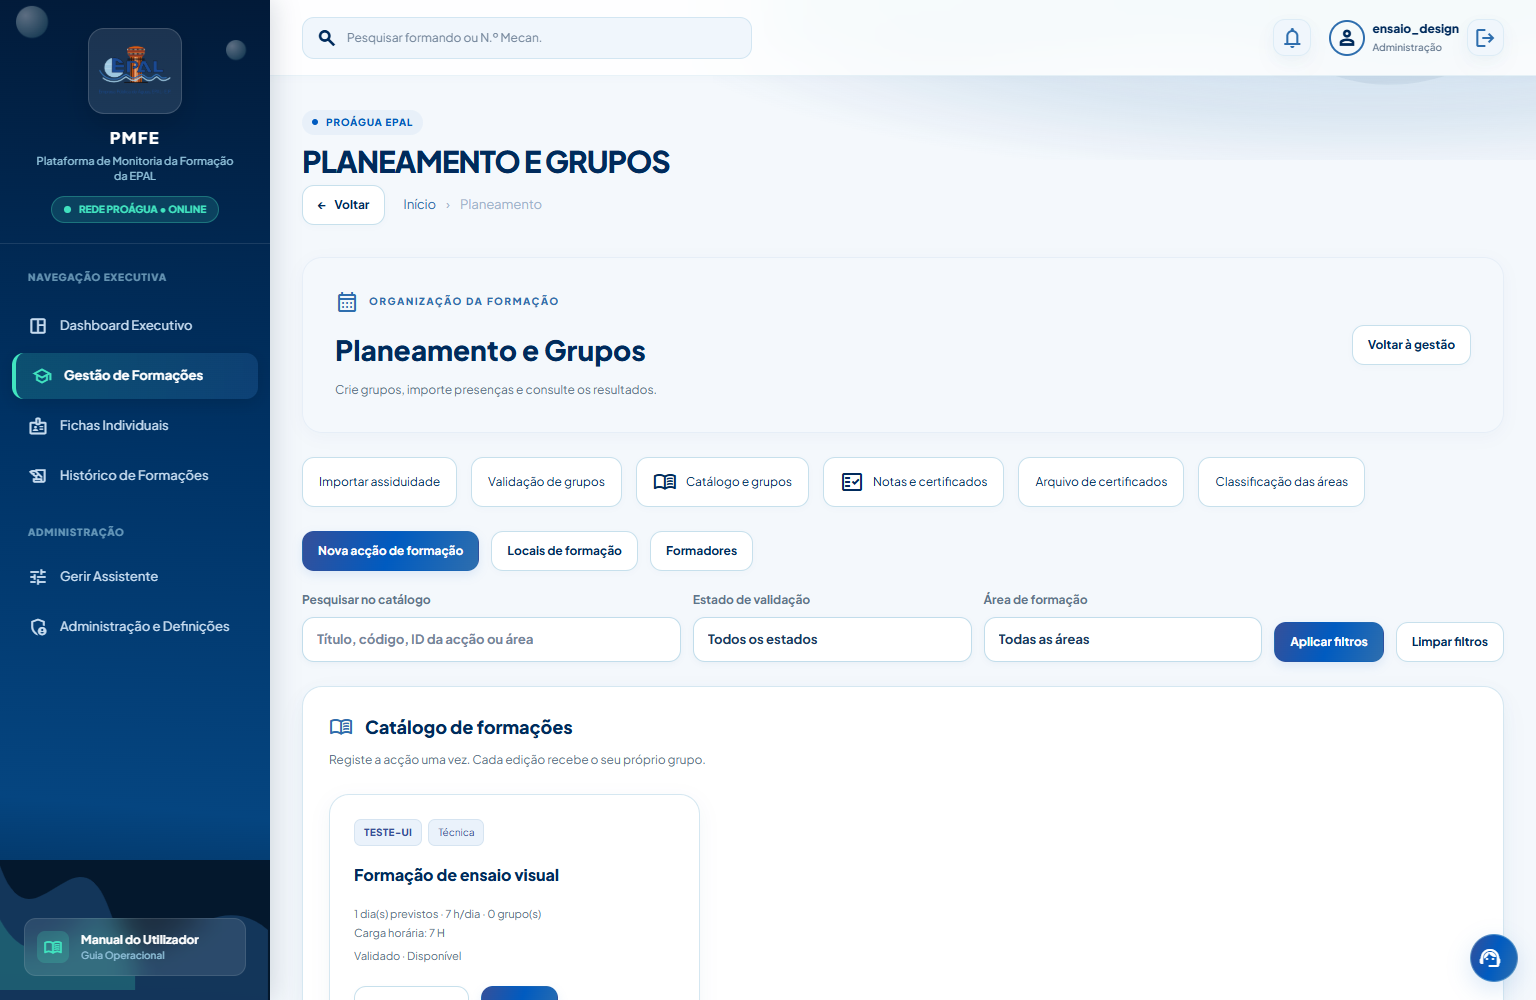 EPAL
PMFE
Plataforma de Monitoria da Formação
da EPAL
REDE PROÁGUA ● ONLINE
NAVEGAÇÃO EXECUTIVA
Dashboard Executivo
Gestão de Formações
Fichas Individuais
Histórico de Formações
ADMINISTRAÇÃO
Gerir Assistente
Administração e Definições
Manual do Utilizador
Guia Operacional
Pesquisar formando ou N.º Mecan.
ensaio_design
Administração
PROÁGUA EPAL
PLANEAMENTO E GRUPOS
← Voltar
Início › Planeamento
ORGANIZAÇÃO DA FORMAÇÃO
Planeamento e Grupos
Crie grupos, importe presenças e consulte os resultados.
Voltar à gestão
Importar assiduidade
Validação de grupos
Catálogo e grupos
Notas e certificados
Arquivo de certificados
Classificação das áreas
Nova acção de formação
Locais de formação
Formadores
Pesquisar no catálogo
Estado de validação
Área de formação
Título, código, ID da acção ou área
Todos os estados
Todas as áreas
Aplicar filtros
Limpar filtros
Catálogo de formações
Registe a acção uma vez. Cada edição recebe o seu próprio grupo.
TESTE-UI
Técnica
Formação de ensaio visual
1 dia(s) previstos · 7 h/dia · 0 grupo(s)
Carga horária: 7 H
Validado · Disponível